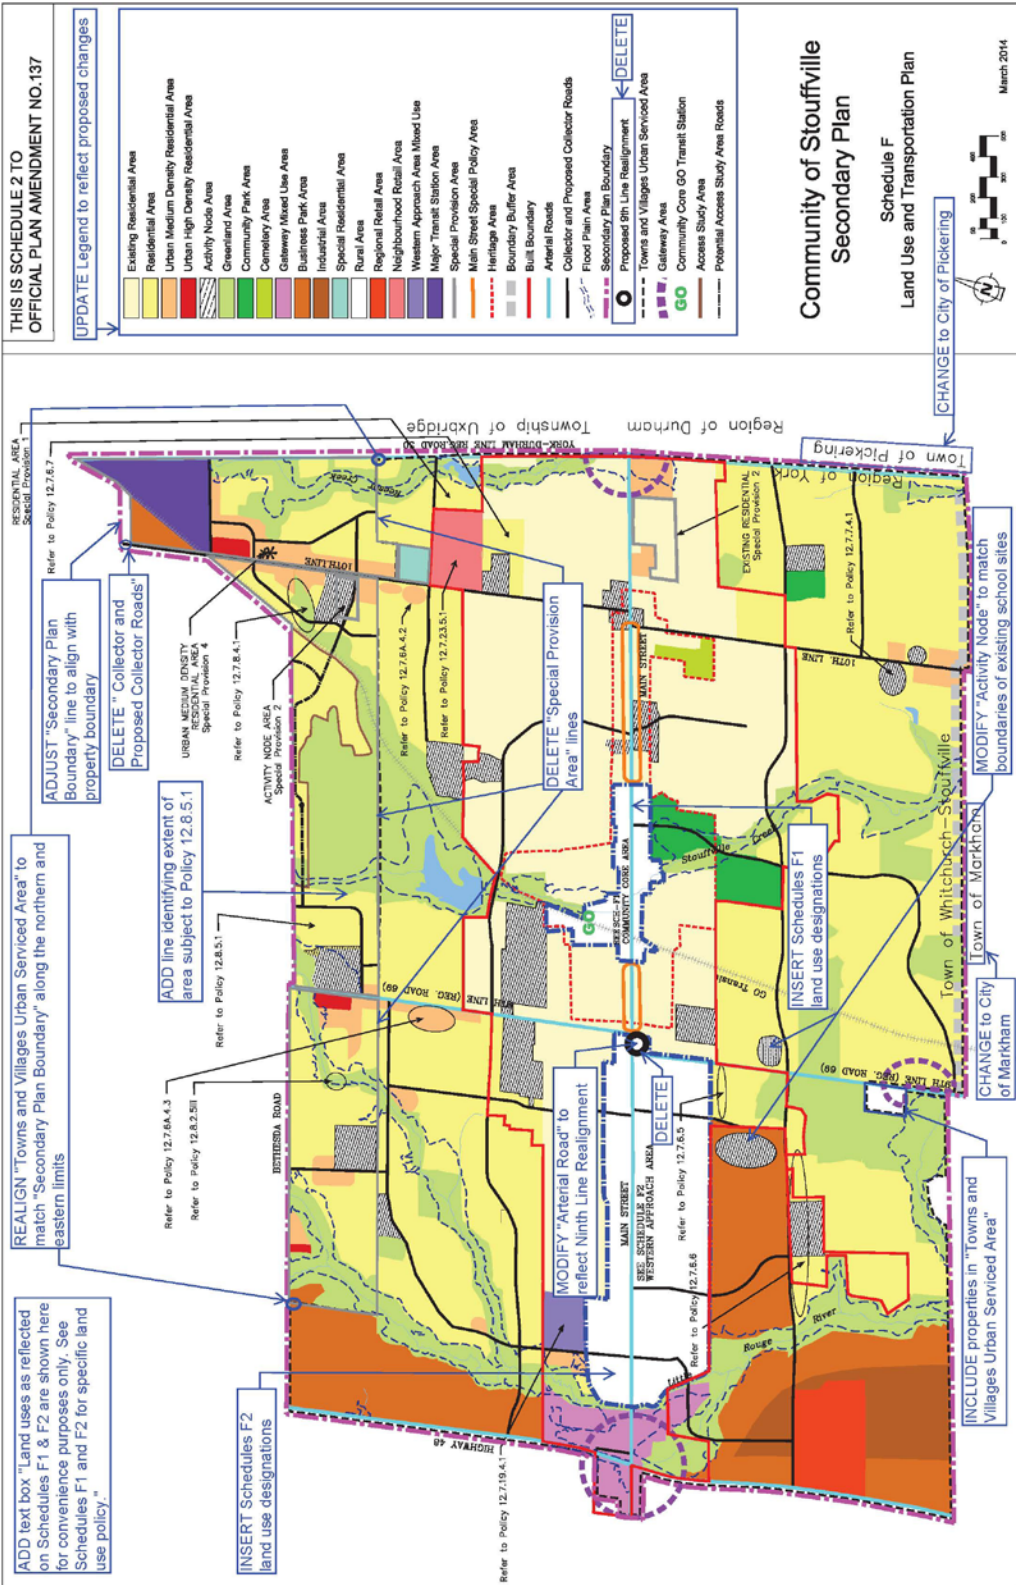 THIS IS SCHEDULE 2 TO
OFFICIAL PLAN AMENDMENT NO.137
UPDATE Legend to reflect proposed changes
Existing Residential Area
Residential Area
Urban Medium Density Residential Area
Urban High Density Residential Area
Activity Node Area
Greenland Area
Community Park Area
Cemetery Area
Gateway Mixed Use Area
Business Park Area
Industrial Area
Special Residential Area
Rural Area
Regional Retail Area
Neighbourhood Retail Area
Western Approach Area Mixed Use
Major Transit Station Area
Special Provision Area
Main Street Special Policy Area
Heritage Area
Boundary Buffer Area
Built Boundary
Arterial Roads
Collector and Proposed Collector Roads
Flood Plain Area
Secondary Plan Boundary
Proposed 9th Line Realignment
DELETE
Towns and Villages Urban Serviced Area
Gateway Area
GO Community Core GO Transit Station
Access Study Area
Potential Access Study Area Roads
Community of Stouffville
Secondary Plan
Schedule F
Land Use and Transportation Plan
March 2014
N
CHANGE to City of Pickering
ADD text box "Land uses as reflected
on Schedules F1 & F2 are shown here
for convenience purposes only. See
Schedules F1 and F2 for specific land
use policy."
REALIGN "Towns and Villages Urban Serviced Area" to
match "Secondary Plan Boundary" along the northern and
eastern limits
ADJUST "Secondary Plan
Boundary" line to align with
property boundary
DELETE " Collector and
Proposed Collector Roads"
ADD line identifying extent of
area subject to Policy 12.8.5.1
RESIDENTIAL AREA
Special Provision 1
Refer to Policy 12.7.6.7
URBAN MEDIUM DENSITY
RESIDENTIAL AREA
Special Provision 4
Refer to Policy 12.7.8.4.1
ACTIVITY NODE AREA
Special Provision 2
Refer to Policy 12.7.6A.4.2
Refer to Policy 12.7.23.5.1
Refer to Policy 12.8.5.1
Refer to Policy 12.7.6A.4.3
Refer to Policy 12.8.2.5ii
BETHESDA ROAD
Refer to Policy 12.7.19.4.1
HIGHWAY 48
INSERT Schedules F2
land use designations
DELETE "Special Provision
Area" lines
9TH LINE (REG. ROAD 69)
10TH LINE
YORK-DURHAM LINE REG.ROAD 30
Township of Uxbridge
Region of Durham
Town of Pickering
Region of York
Creek
MODIFY "Arterial Road" to
reflect Ninth Line Realignment
MAIN STREET
SEE SCHEDULE F2
WESTERN APPROACH AREA
DELETE
GO
SEE SCH-F1
COMMUNITY CORE AREA
MAIN STREET
EXISTING RESIDENTIAL
Special Provision 2
INSERT Schedules F1
land use designations
Stouffville
Creek
GO Transit
Refer to Policy 12.7.6.5
Refer to Policy 12.7.6.6
Rouge
River
Refer to Policy 12.7.7.4.1
10TH. LINE
9TH LINE (REG. ROAD 69)
MODIFY "Activity Node" to match
boundaries of existing school sites
Town of Whitchurch-Stouffville
Town of Markham
CHANGE to City
of Markham
INCLUDE properties in "Towns and
Villages Urban Serviced Area"